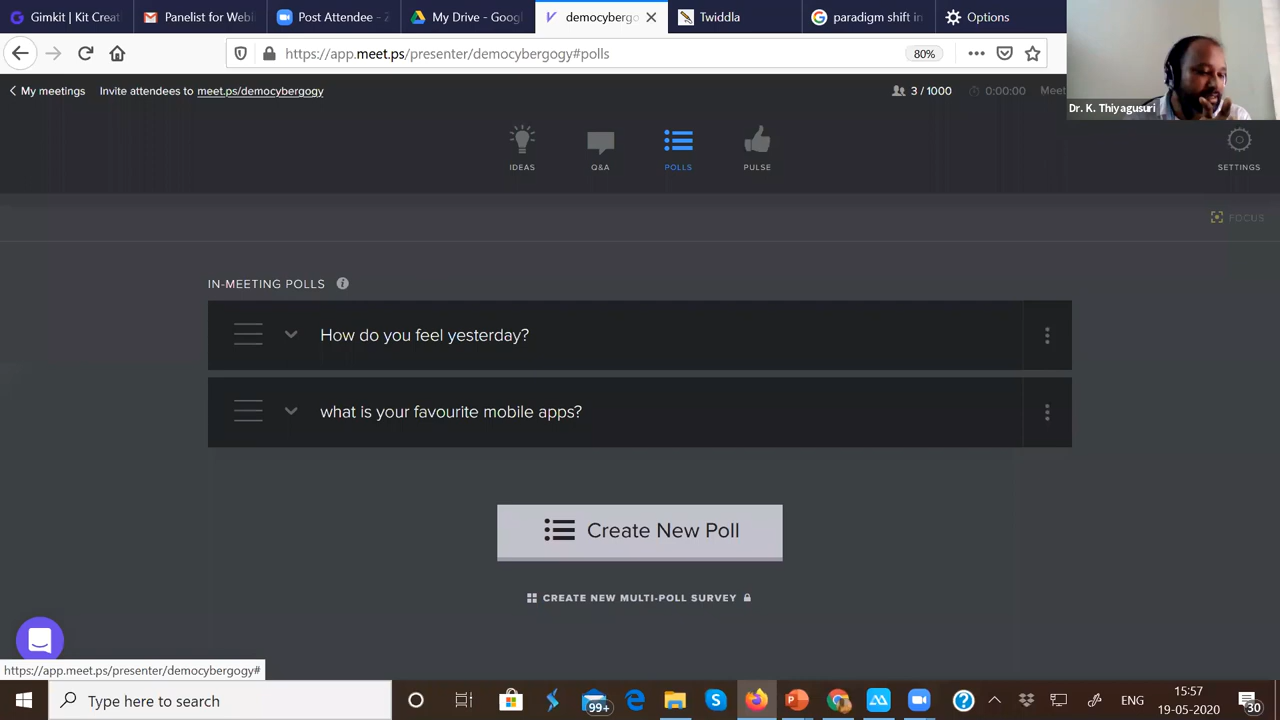 Gimkit | Kit Creat
Panelist for Webi
Post Attendee - Z
My Drive - Googl
democybergo
Twiddla
paradigm shift in
Options
https://app.meet.ps/presenter/democybergogy#polls
80%
My meetings
Invite attendees to meet.ps/democybergogy
3 / 1000
0:00:00
Meet
Dr. K. Thiyagusuri
IDEAS
Q&A
POLLS
PULSE
SETTINGS
FOCUS
IN-MEETING POLLS
How do you feel yesterday?
what is your favourite mobile apps?
Create New Poll
CREATE NEW MULTI-POLL SURVEY
https://app.meet.ps/presenter/democybergogy#
Type here to search
99+
ENG
15:57
19-05-2020
30